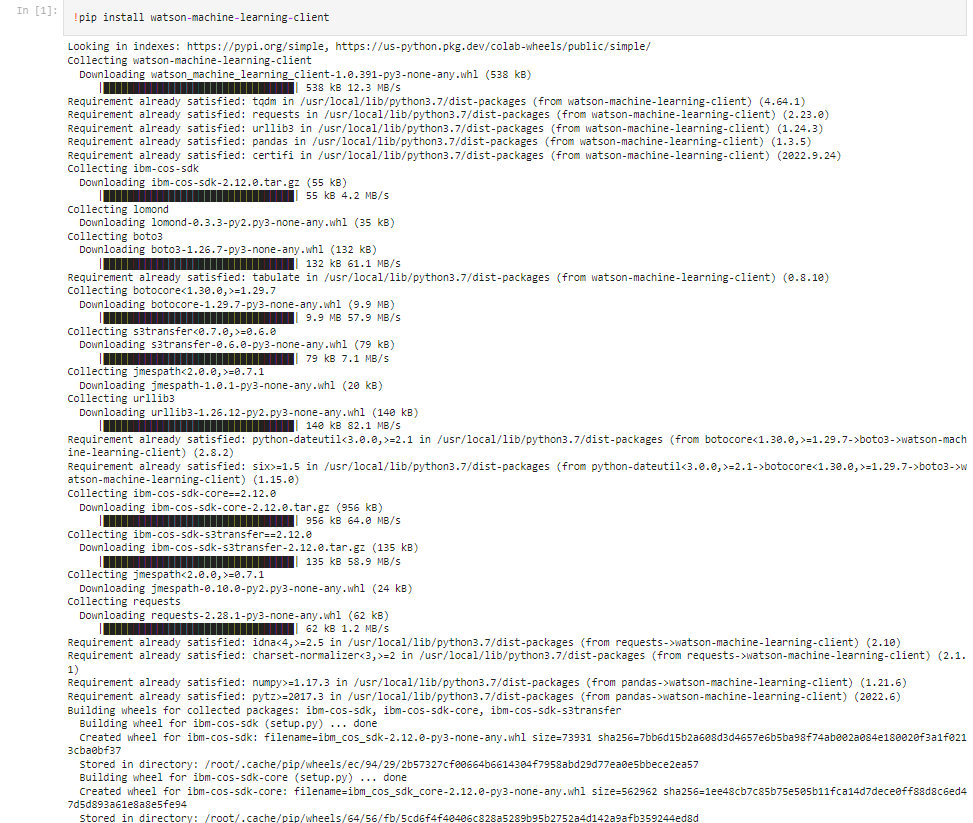 In [1]:
!pip install watson-machine-learning-client
Looking in indexes: https://pypi.org/simple, https://us-python.pkg.dev/colab-wheels/public/simple/
Collecting watson-machine-learning-client
Downloading watson_machine_learning_client-1.0.391-py3-none-any.whl (538 kB)
|████████████████████████████████| 538 kB 12.3 MB/s
Requirement already satisfied: tqdm in /usr/local/lib/python3.7/dist-packages (from watson-machine-learning-client) (4.64.1)
Requirement already satisfied: requests in /usr/local/lib/python3.7/dist-packages (from watson-machine-learning-client) (2.23.0)
Requirement already satisfied: urllib3 in /usr/local/lib/python3.7/dist-packages (from watson-machine-learning-client) (1.24.3)
Requirement already satisfied: pandas in /usr/local/lib/python3.7/dist-packages (from watson-machine-learning-client) (1.3.5)
Requirement already satisfied: certifi in /usr/local/lib/python3.7/dist-packages (from watson-machine-learning-client) (2022.9.24)
Collecting ibm-cos-sdk
Downloading ibm-cos-sdk-2.12.0.tar.gz (55 kB)
|████████████████████████████████| 55 kB 4.2 MB/s
Collecting lomond
Downloading lomond-0.3.3-py2.py3-none-any.whl (35 kB)
Collecting boto3
Downloading boto3-1.26.7-py3-none-any.whl (132 kB)
|████████████████████████████████| 132 kB 61.1 MB/s
Requirement already satisfied: tabulate in /usr/local/lib/python3.7/dist-packages (from watson-machine-learning-client) (0.8.10)
Collecting botocore<1.30.0,>=1.29.7
Downloading botocore-1.29.7-py3-none-any.whl (9.9 MB)
|████████████████████████████████| 9.9 MB 57.9 MB/s
Collecting s3transfer<0.7.0,>=0.6.0
Downloading s3transfer-0.6.0-py3-none-any.whl (79 kB)
|████████████████████████████████| 79 kB 7.1 MB/s
Collecting jmespath<2.0.0,>=0.7.1
Downloading jmespath-1.0.1-py3-none-any.whl (20 kB)
Collecting urllib3
Downloading urllib3-1.26.12-py2.py3-none-any.whl (140 kB)
|████████████████████████████████| 140 kB 82.1 MB/s
Requirement already satisfied: python-dateutil<3.0.0,>=2.1 in /usr/local/lib/python3.7/dist-packages (from botocore<1.30.0,>=1.29.7->boto3->watson-mach
ine-learning-client) (2.8.2)
Requirement already satisfied: six>=1.5 in /usr/local/lib/python3.7/dist-packages (from python-dateutil<3.0.0,>=2.1->botocore<1.30.0,>=1.29.7->boto3->w
atson-machine-learning-client) (1.15.0)
Collecting ibm-cos-sdk-core==2.12.0
Downloading ibm-cos-sdk-core-2.12.0.tar.gz (956 kB)
|████████████████████████████████| 956 kB 64.0 MB/s
Collecting ibm-cos-sdk-s3transfer==2.12.0
Downloading ibm-cos-sdk-s3transfer-2.12.0.tar.gz (135 kB)
|████████████████████████████████| 135 kB 58.9 MB/s
Collecting jmespath<2.0.0,>=0.7.1
Downloading jmespath-0.10.0-py2.py3-none-any.whl (24 kB)
Collecting requests
Downloading requests-2.28.1-py3-none-any.whl (62 kB)
|████████████████████████████████| 62 kB 1.2 MB/s
Requirement already satisfied: idna<4,>=2.5 in /usr/local/lib/python3.7/dist-packages (from requests->watson-machine-learning-client) (2.10)
Requirement already satisfied: charset-normalizer<3,>=2 in /usr/local/lib/python3.7/dist-packages (from requests->watson-machine-learning-client) (2.1.
1)
Requirement already satisfied: numpy>=1.17.3 in /usr/local/lib/python3.7/dist-packages (from pandas->watson-machine-learning-client) (1.21.6)
Requirement already satisfied: pytz>=2017.3 in /usr/local/lib/python3.7/dist-packages (from pandas->watson-machine-learning-client) (2022.6)
Building wheels for collected packages: ibm-cos-sdk, ibm-cos-sdk-core, ibm-cos-sdk-s3transfer
Building wheel for ibm-cos-sdk (setup.py) ... done
Created wheel for ibm-cos-sdk: filename=ibm_cos_sdk-2.12.0-py3-none-any.whl size=73931 sha256=7bb6d15b2a608d3d4657e6b5ba98f74ab002a084e180020f3a1f021
3cba0bf37
Stored in directory: /root/.cache/pip/wheels/ec/94/29/2b57327cf00664b6614304f7958abd29d77ea0e5bbece2ea57
Building wheel for ibm-cos-sdk-core (setup.py) ... done
Created wheel for ibm-cos-sdk-core: filename=ibm_cos_sdk_core-2.12.0-py3-none-any.whl size=562962 sha256=1ee48cb7c85b75e505b11fca14d7dece0ff88d8c6ed4
7d5d893a61e8a8e5fe94
Stored in directory: /root/.cache/pip/wheels/64/56/fb/5cd6f4f40406c828a5289b95b2752a4d142a9afb359244ed8d